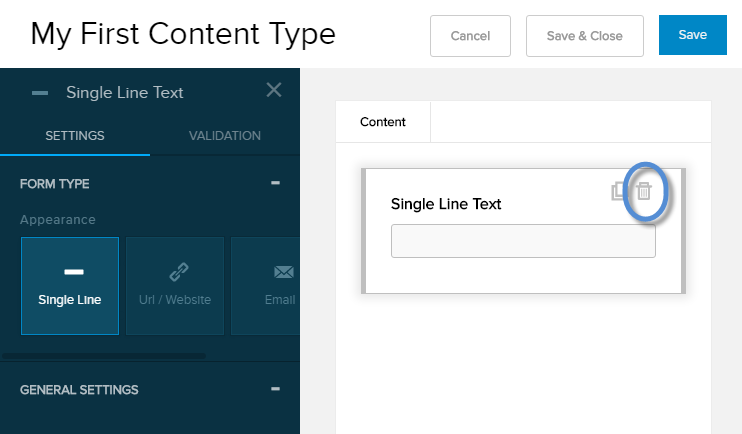 My First Content Type
Cancel
Save & Close
Save
Single Line Text
SETTINGS
VALIDATION
FORM TYPE
Appearance
Single Line
Url / Website
Email
GENERAL SETTINGS
Content
Single Line Text